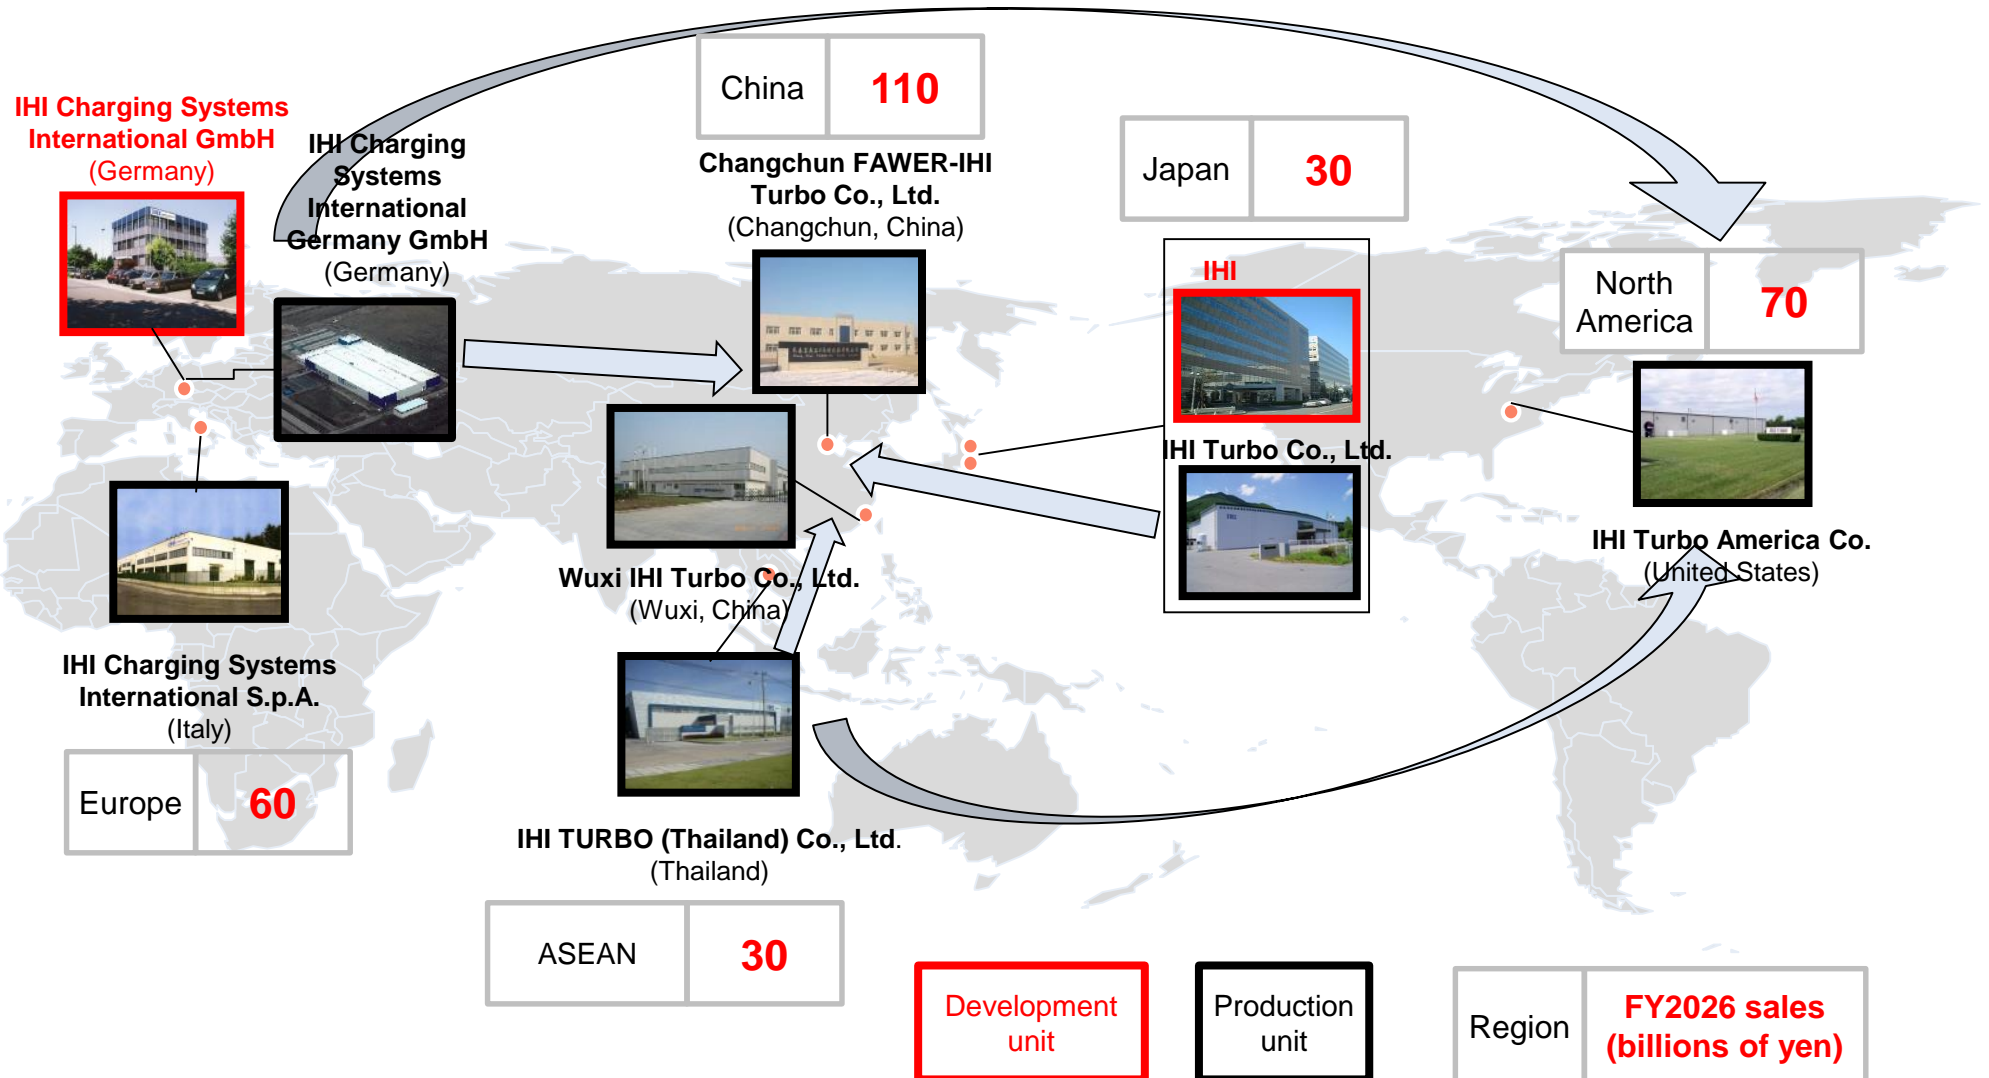 China
110
IHI Charging Systems
International GmbH
(Germany)
IHI Charging
Systems
International
Germany GmbH
(Germany)
Changchun FAWER-IHI
Turbo Co., Ltd.
(Changchun, China)
Japan
30
IHI
IHI Turbo Co., Ltd.
North
America
70
IHI Turbo America Co.
(United States)
Wuxi IHI Turbo Co., Ltd.
(Wuxi, China)
IHI Charging Systems
International S.p.A.
(Italy)
Europe
60
IHI TURBO (Thailand) Co., Ltd.
(Thailand)
ASEAN
30
Development
unit
Production
unit
Region
FY2026 sales
(billions of yen)